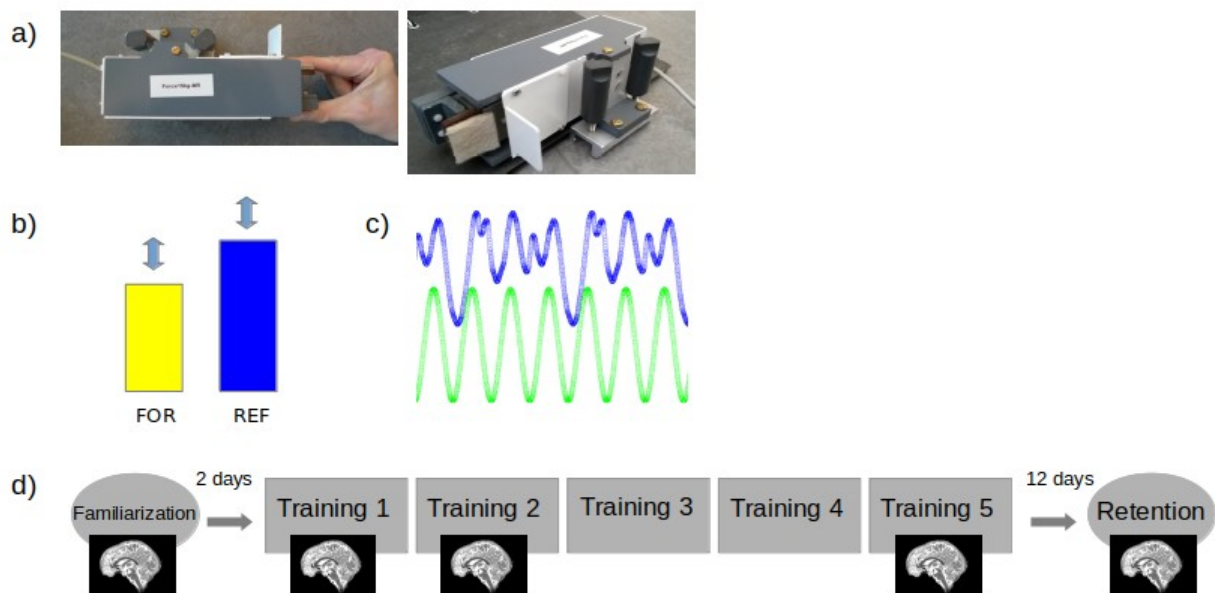 a)
b)
FOR
REF
c)
d)
Familiarization
2 days
Training 1
Training 2
Training 3
Training 4
Training 5
12 days
Retention